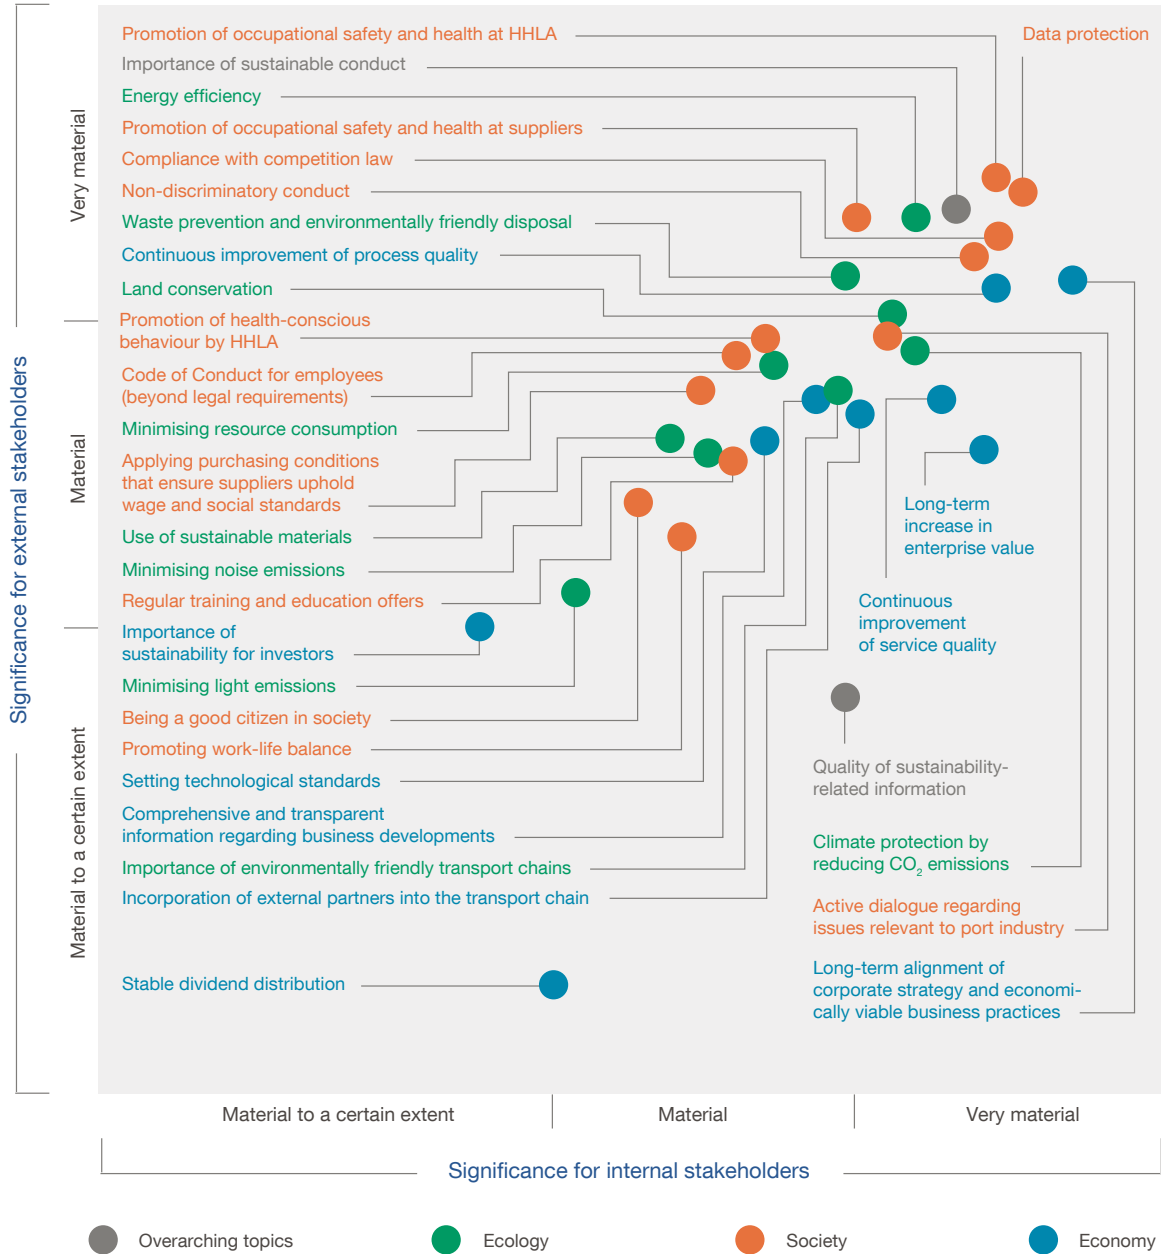 Promotion of occupational safety and health at HHLA
Data protection
Importance of sustainable conduct
Energy efficiency
Promotion of occupational safety and health at suppliers
Compliance with competition law
Non-discriminatory conduct
Waste prevention and environmentally friendly disposal
Continuous improvement of process quality
Land conservation
Promotion of health-conscious
behaviour by HHLA
Code of Conduct for employees
(beyond legal requirements)
Minimising resource consumption
Applying purchasing conditions
that ensure suppliers uphold
wage and social standards
Use of sustainable materials
Minimising noise emissions
Regular training and education offers
Importance of
sustainability for investors
Minimising light emissions
Being a good citizen in society
Promoting work-life balance
Setting technological standards
Comprehensive and transparent
information regarding business developments
Importance of environmentally friendly transport chains
Incorporation of external partners into the transport chain
Stable dividend distribution
Long-term
increase in
enterprise value
Continuous
improvement
of service quality
Quality of sustainability-
related information
Climate protection by
reducing CO₂ emissions
Active dialogue regarding
issues relevant to port industry
Long-term alignment of
corporate strategy and economi-
cally viable business practices
Significance for external stakeholders
Very material
Material
Material to a certain extent
Material to a certain extent
Material
Very material
Significance for internal stakeholders
Overarching topics
Ecology
Society
Economy